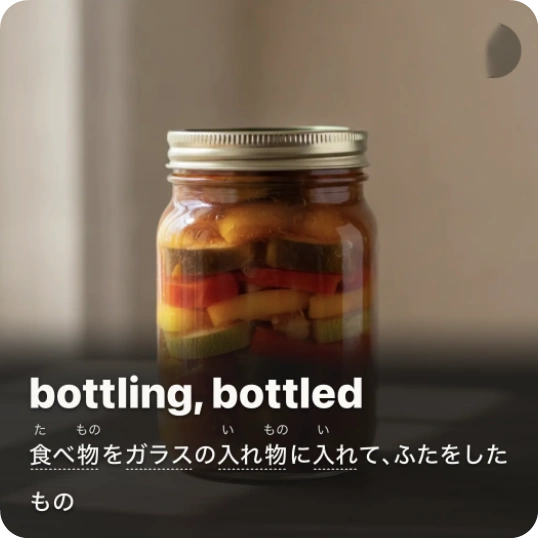 bottling, bottled
た もの い もの い
食べ物をガラスの入れ物に入れて、ふたをした
もの